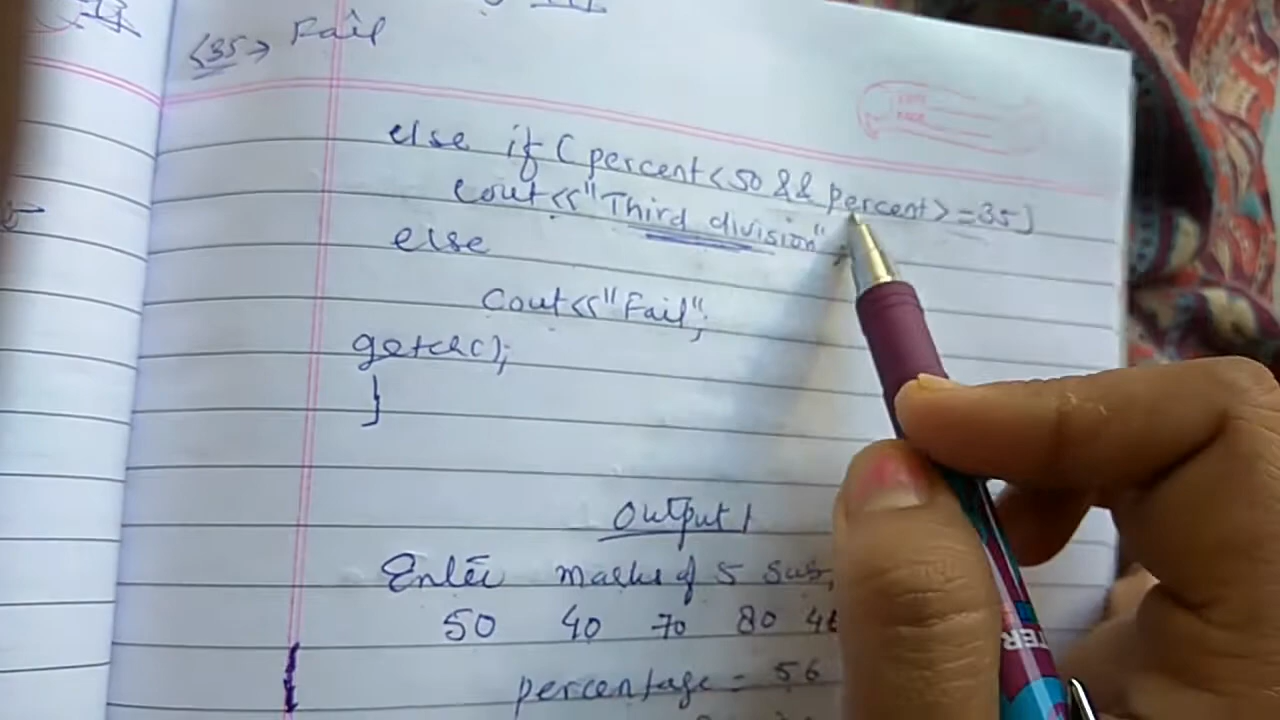 <35→ Fail
else if ( percent<50 && percent>=35)
cout<<"Third division";
else
cout<<"Fail";
getch();
}
Output 1
Enter marks of 5 sub,
50 40 70 80
percentage = 56